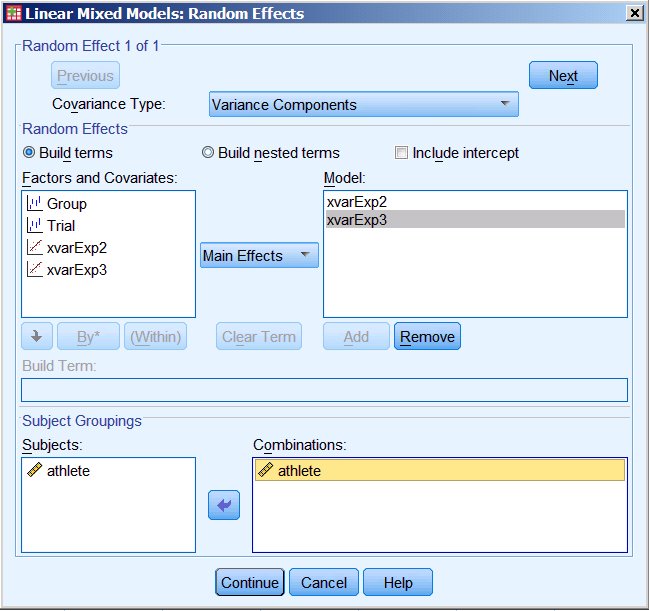 Linear Mixed Models: Random Effects
Random Effect 1 of 1
Previous
Next
Covariance Type:
Variance Components
Random Effects
Build terms
Build nested terms
Include intercept
Factors and Covariates:
Model:
Group
Trial
xvarExp2
xvarExp3
Main Effects
xvarExp2
xvarExp3
By*
(Within)
Clear Term
Add
Remove
Build Term:
Subject Groupings
Subjects:
Combinations:
athlete
athlete
Continue
Cancel
Help